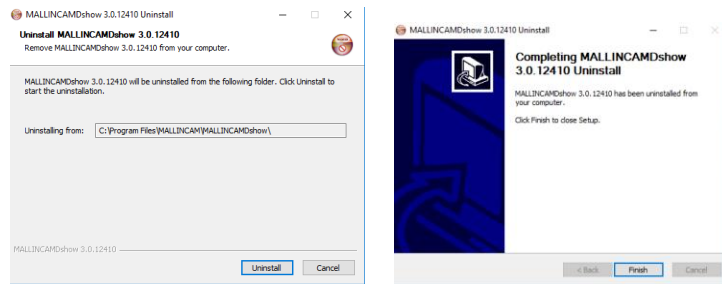 MALLINCAMDshow 3.0.12410 Uninstall
Uninstall MALLINCAMDshow 3.0.12410
Remove MALLINCAMDshow 3.0.12410 from your computer.
MALLINCAMDshow 3.0.12410 will be uninstalled from the following folder. Click Uninstall to
start the uninstallation.
Uninstalling from:
C:\Program Files\MALLINCAM\MALLINCAMDshow\
MALLINCAMDshow 3.0.12410
Uninstall
Cancel
MALLINCAMDshow 3.0.12410 Uninstall
Completing MALLINCAMDshow
3.0.12410 Uninstall
MALLINCAMDshow 3.0.12410 has been uninstalled from
your computer.
Click Finish to close Setup.
< Back
Finish
Cancel